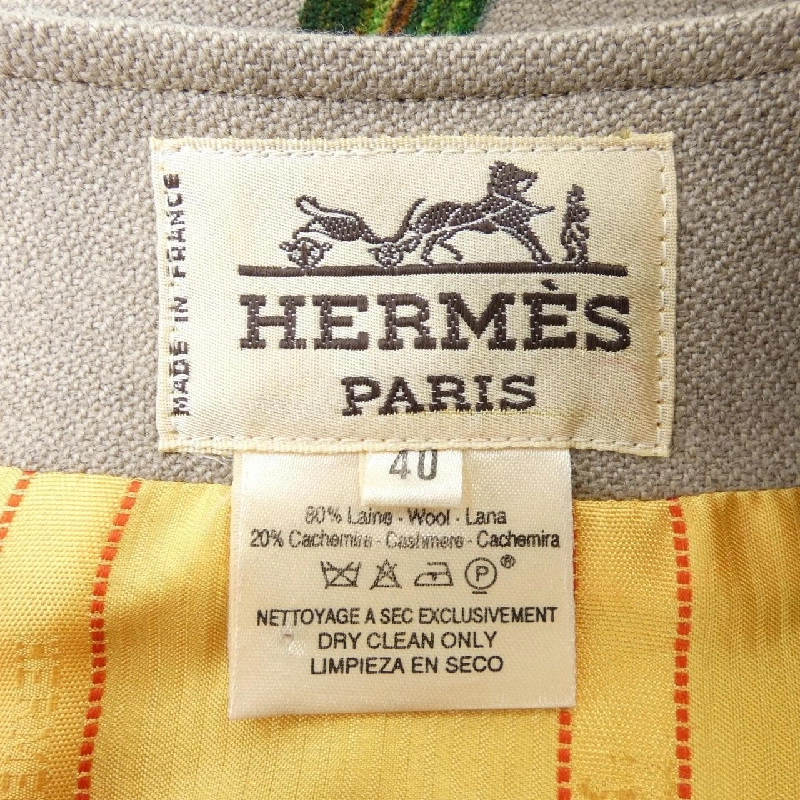 MADE IN FRANCE
HERMÈS
PARIS
40
80% Laine - Wool - Lana
20% Cachemire - Cashmere - Cachemira
P ®
NETTOYAGE A SEC EXCLUSIVEMENT
DRY CLEAN ONLY
LIMPIEZA EN SECO
HERMÈS